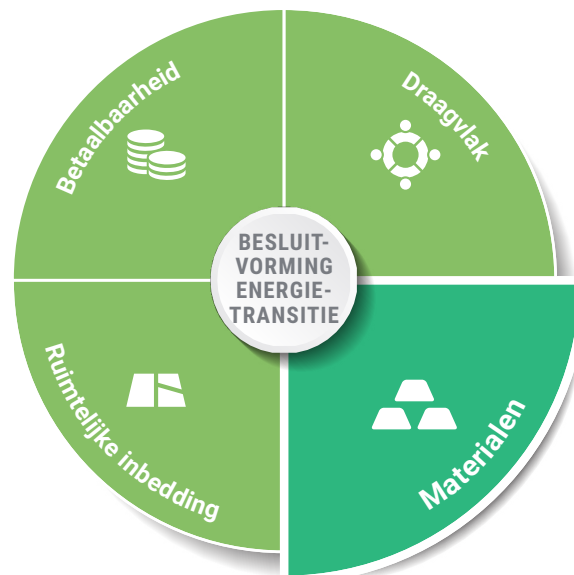 Betaalbaarheid
Draagvlak
BESLUIT-
VORMING
ENERGIE-
TRANSITIE
Ruimtelijke inbedding
Materialen